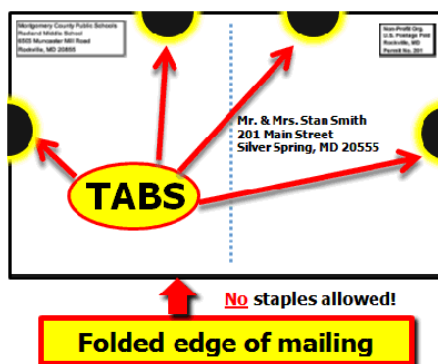 Montgomery County Public Schools
Redland Middle School
6505 Muncaster Mill Road
Rockville, MD 20855
Non-Profit Org.
U.S. Postage Paid
Rockville, MD
Permit No. 201
Mr. & Mrs. Stan Smith
201 Main Street
Silver Spring, MD 20555
TABS
No staples allowed!
Folded edge of mailing